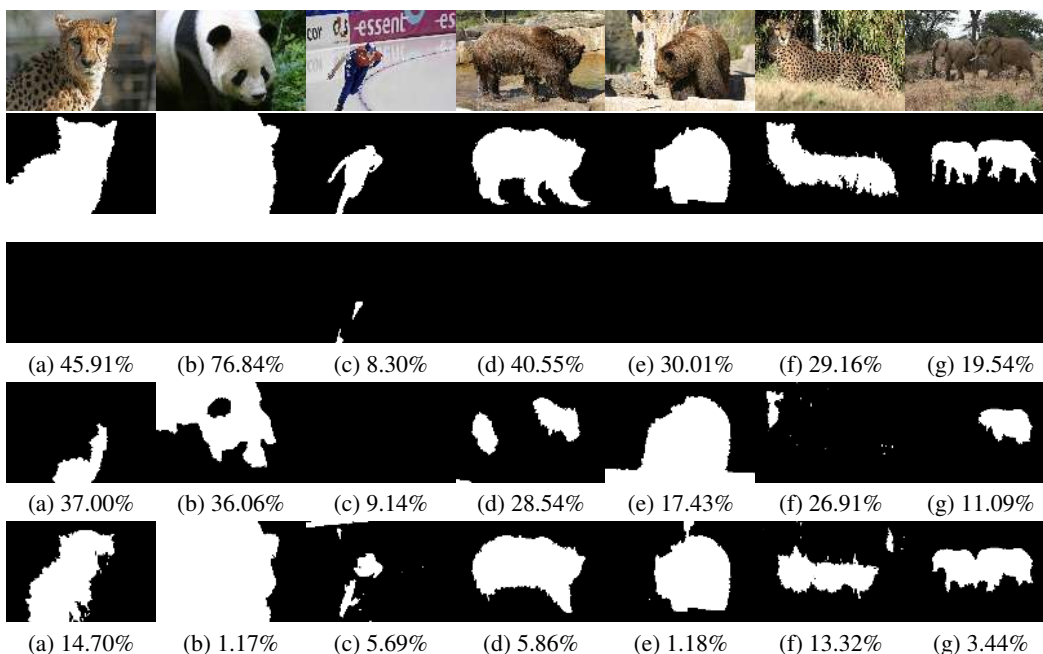 -essent -es
COR
(a) 45.91% (b) 76.84% (c) 8.30% (d) 40.55% (e) 30.01% (f) 29.16% (g) 19.54%
(a) 37.00% (b) 36.06% (c) 9.14% (d) 28.54% (e) 17.43% (f) 26.91% (g) 11.09%
(a) 14.70% (b) 1.17% (c) 5.69% (d) 5.86% (e) 1.18% (f) 13.32% (g) 3.44%